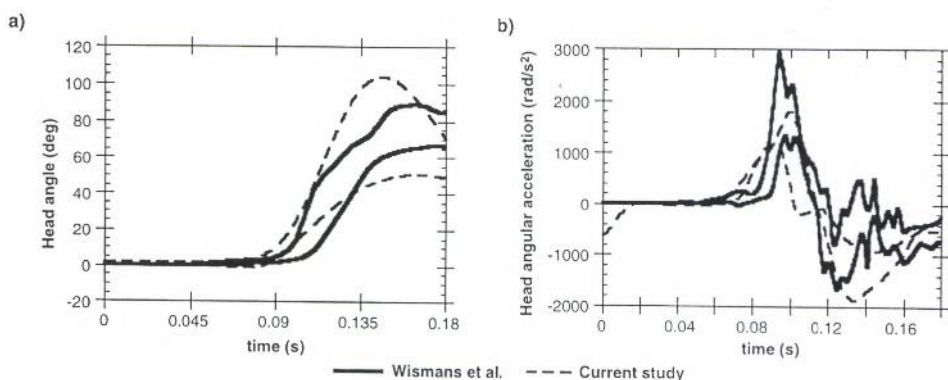 a)
120
100
80
60
40
20
0
-20
Head angle (deg)
0 0.045 0.09 0.135 0.18
time (s)
b)
3000
2000
1000
0
-1000
-2000
Head angular acceleration (rad/s²)
0 0.04 0.08 0.12 0.16
time (s)
Wismans et al. Current study